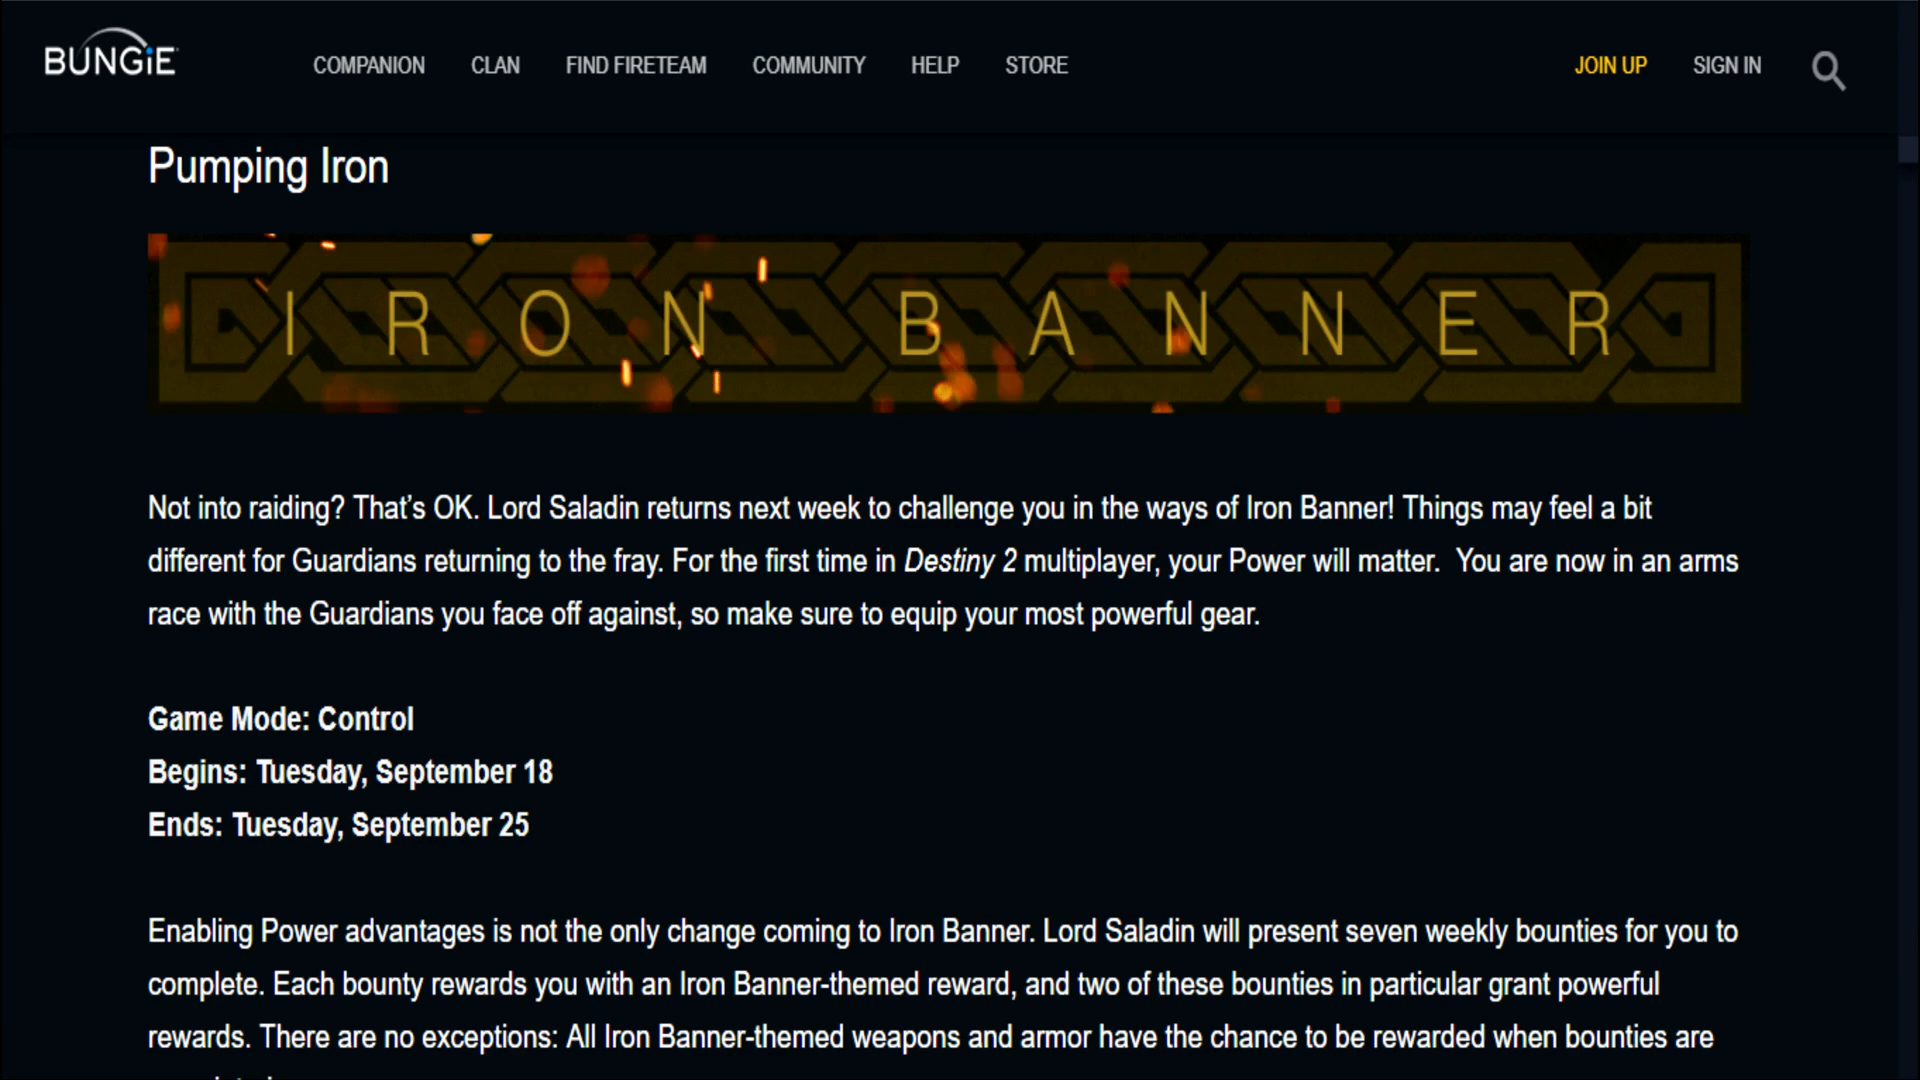 BUNGiE
COMPANION CLAN FIND FIRETEAM COMMUNITY HELP STORE JOIN UP SIGN IN
Pumping Iron
IRON BANNER
Not into raiding? That’s OK. Lord Saladin returns next week to challenge you in the ways of Iron Banner! Things may feel a bit
different for Guardians returning to the fray. For the first time in Destiny 2 multiplayer, your Power will matter.  You are now in an arms
race with the Guardians you face off against, so make sure to equip your most powerful gear.
Game Mode: Control
Begins: Tuesday, September 18
Ends: Tuesday, September 25
Enabling Power advantages is not the only change coming to Iron Banner. Lord Saladin will present seven weekly bounties for you to
complete. Each bounty rewards you with an Iron Banner-themed reward, and two of these bounties in particular grant powerful
rewards. There are no exceptions: All Iron Banner-themed weapons and armor have the chance to be rewarded when bounties are